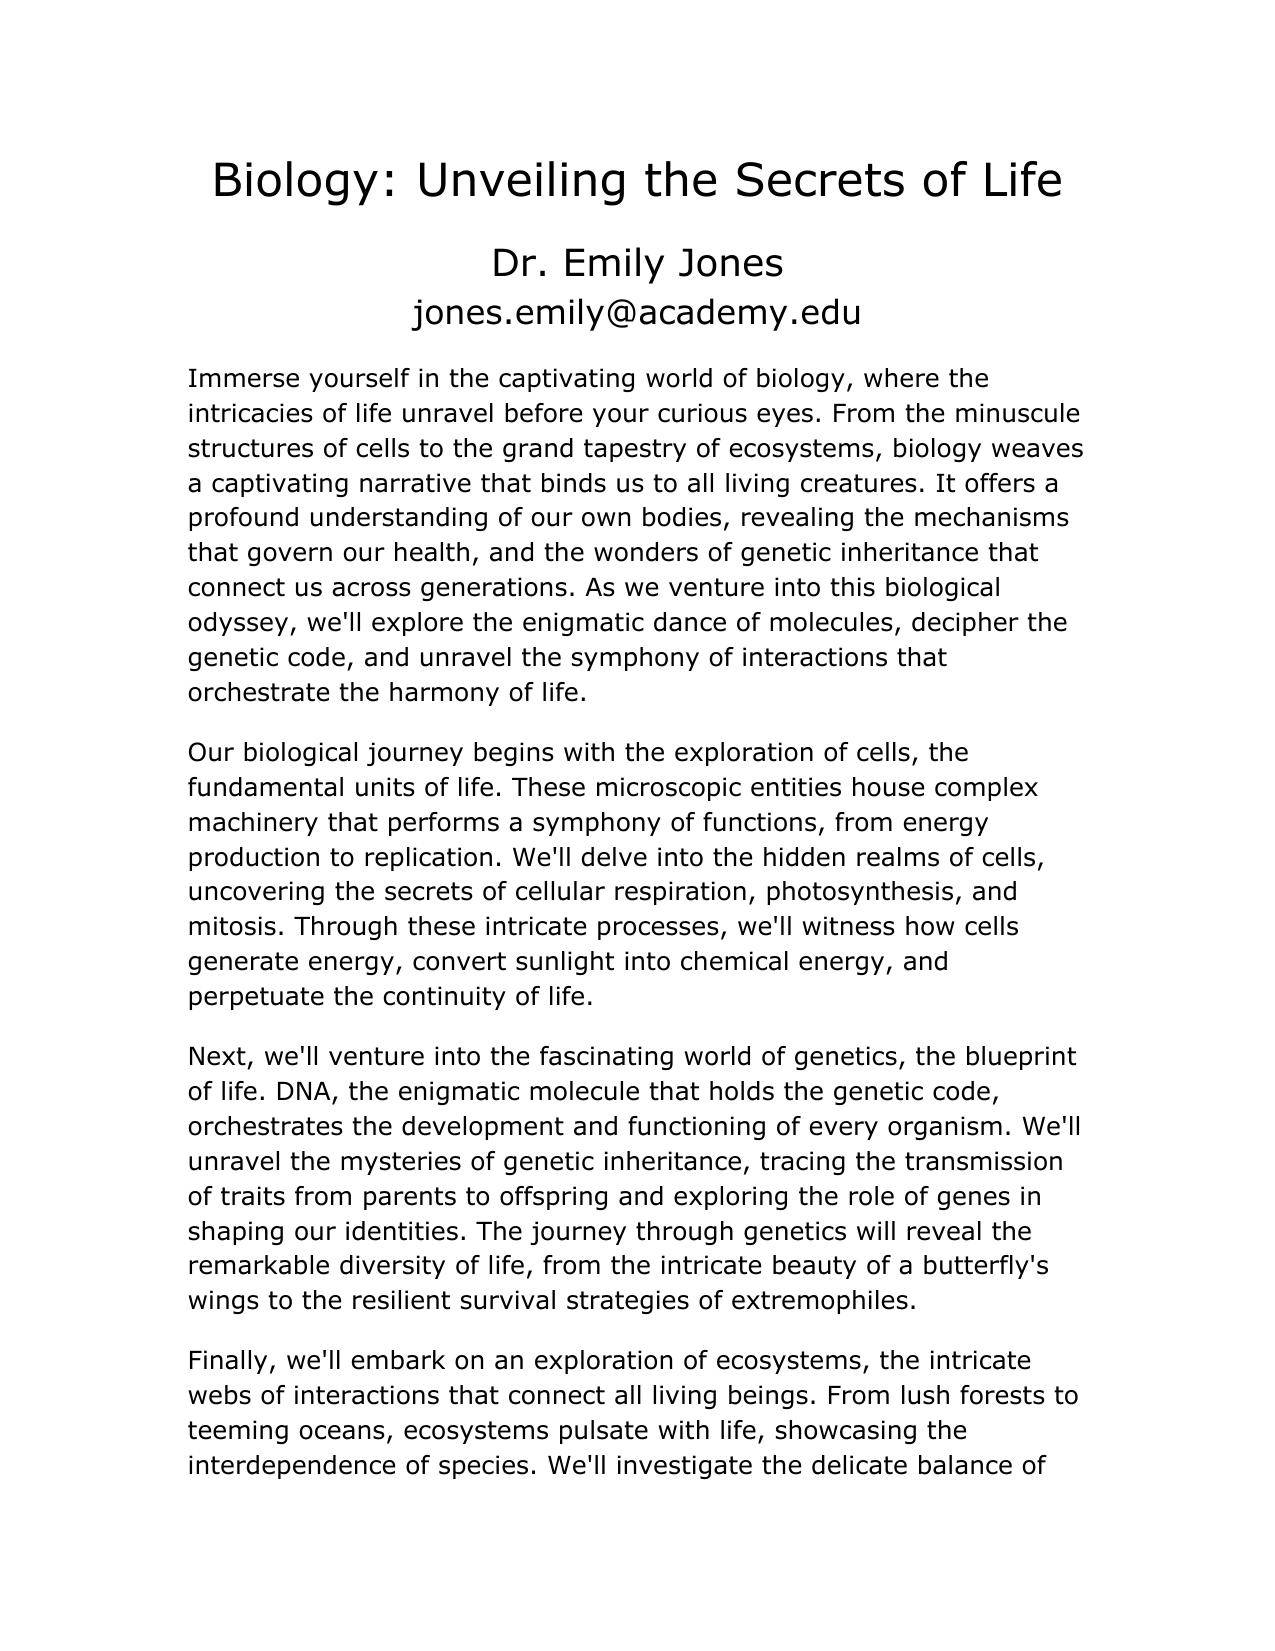 Biology: Unveiling the Secrets of Life
Dr. Emily Jones
jones.emily@academy.edu
Immerse yourself in the captivating world of biology, where the
intricacies of life unravel before your curious eyes. From the minuscule
structures of cells to the grand tapestry of ecosystems, biology weaves
a captivating narrative that binds us to all living creatures. It offers a
profound understanding of our own bodies, revealing the mechanisms
that govern our health, and the wonders of genetic inheritance that
connect us across generations. As we venture into this biological
odyssey, we'll explore the enigmatic dance of molecules, decipher the
genetic code, and unravel the symphony of interactions that
orchestrate the harmony of life.
Our biological journey begins with the exploration of cells, the
fundamental units of life. These microscopic entities house complex
machinery that performs a symphony of functions, from energy
production to replication. We'll delve into the hidden realms of cells,
uncovering the secrets of cellular respiration, photosynthesis, and
mitosis. Through these intricate processes, we'll witness how cells
generate energy, convert sunlight into chemical energy, and
perpetuate the continuity of life.
Next, we'll venture into the fascinating world of genetics, the blueprint
of life. DNA, the enigmatic molecule that holds the genetic code,
orchestrates the development and functioning of every organism. We'll
unravel the mysteries of genetic inheritance, tracing the transmission
of traits from parents to offspring and exploring the role of genes in
shaping our identities. The journey through genetics will reveal the
remarkable diversity of life, from the intricate beauty of a butterfly's
wings to the resilient survival strategies of extremophiles.
Finally, we'll embark on an exploration of ecosystems, the intricate
webs of interactions that connect all living beings. From lush forests to
teeming oceans, ecosystems pulsate with life, showcasing the
interdependence of species. We'll investigate the delicate balance of